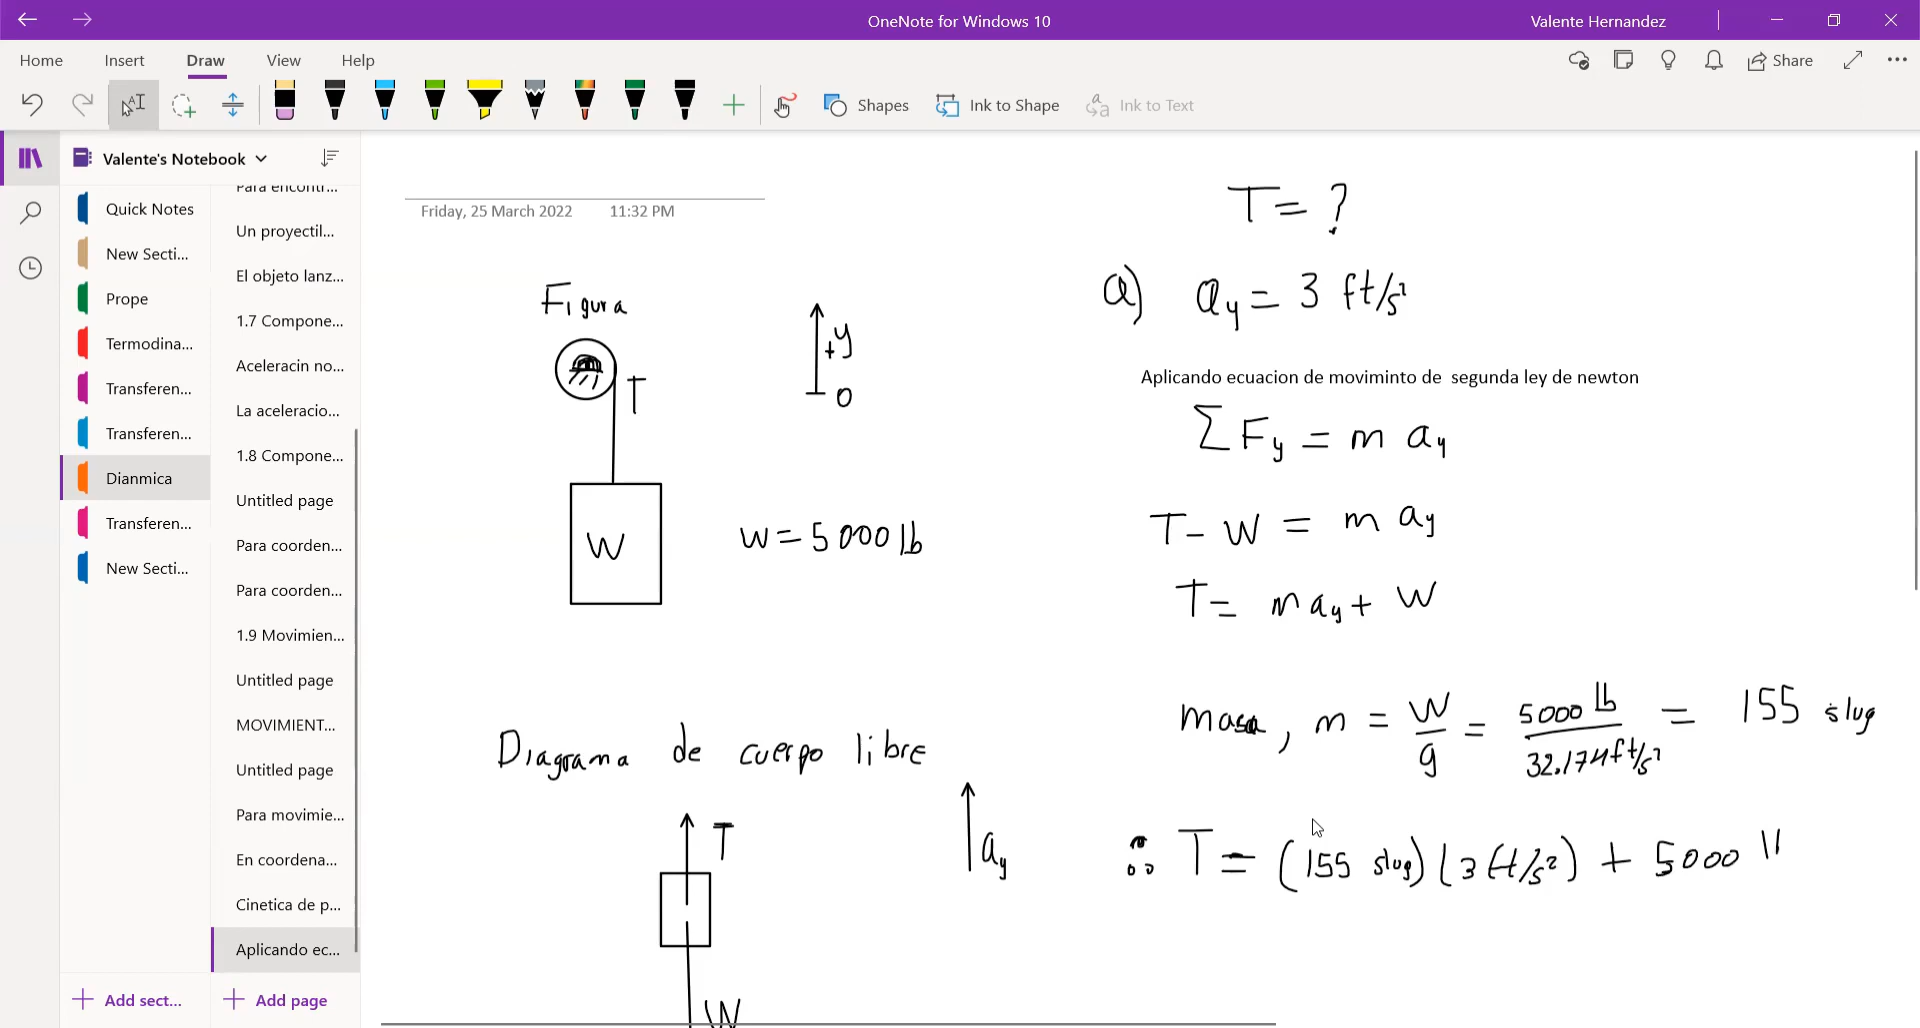 OneNote for Windows 10
Valente Hernandez
Home Insert Draw View Help
Share
Shapes Ink to Shape Ink to Text
Valente's Notebook
Quick Notes
New Secti...
Prope
Termodina...
Transferen...
Transferen...
Dianmica
Transferen...
New Secti...
Add sect...
Para encontr...
Un proyectil...
El objeto lanz...
1.7 Compone...
Aceleracin no...
La aceleracio...
1.8 Compone...
Untitled page
Para coorden...
Para coorden...
1.9 Movimien...
Untitled page
MOVIMIENT...
Untitled page
Para movimie...
En coordena...
Cinetica de p...
Aplicando ec...
Add page
Friday, 25 March 2022 11:32 PM
Figura
T
+y
0
W
W = 5000 lb
Diagrama de cuerpo libre
T
ay
W
T = ?
a) ay = 3 ft/s²
Aplicando ecuacion de moviminto de segunda ley de newton
∑ Fy = m ay
T - W = m ay
T = m ay + W
masa, m = W/g = 5000 lb / 32.174 ft/s² = 155 slug
∴ T = (155 slug) (3 ft/s²) + 5000 ll